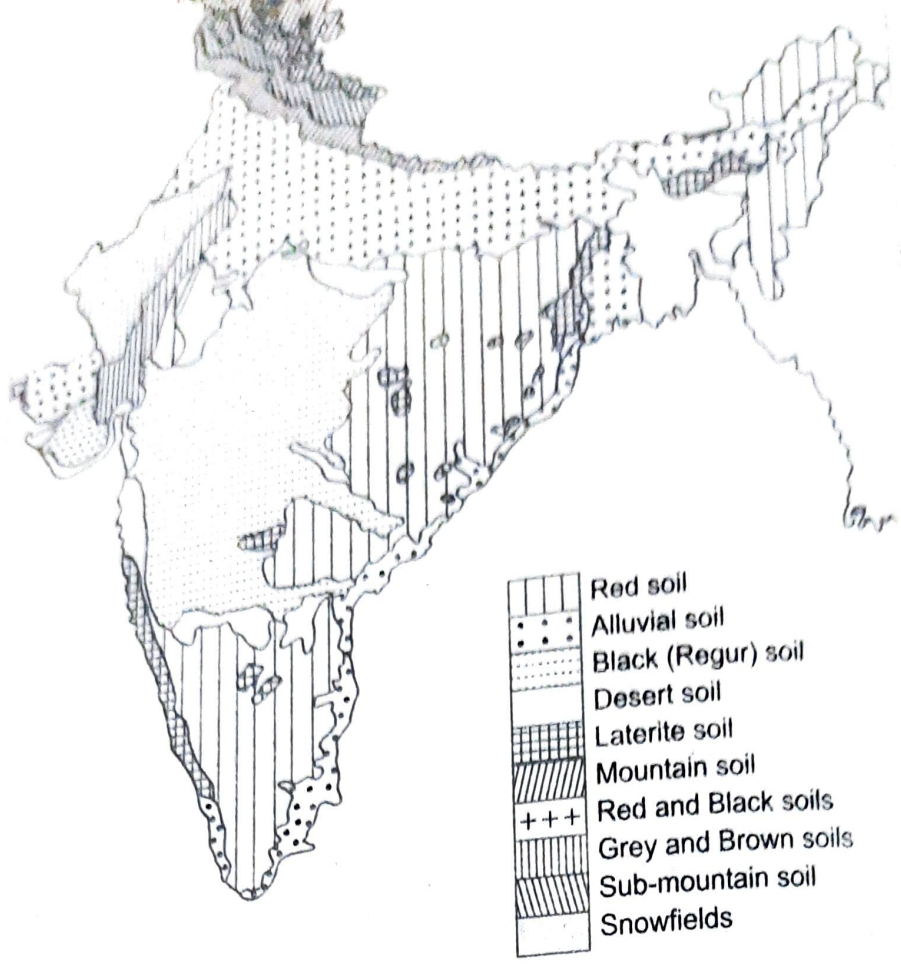 Red soil
Alluvial soil
Black (Regur) soil
Desert soil
Laterite soil
Mountain soil
Red and Black soils
Grey and Brown soils
Sub-mountain soil
Snowfields